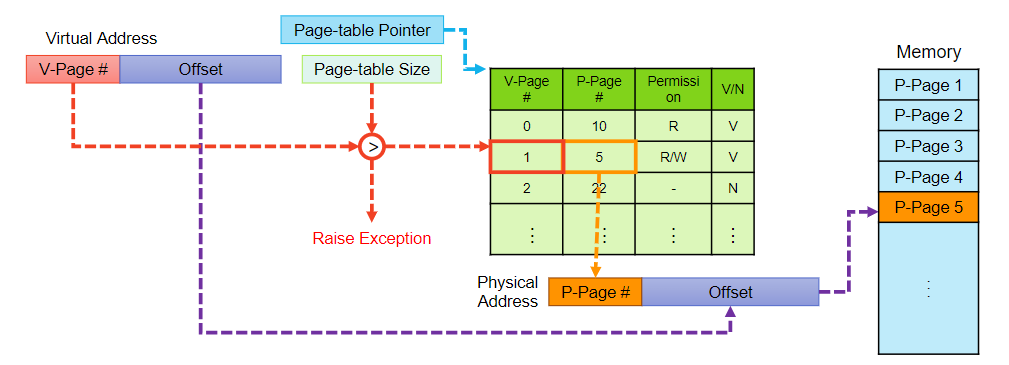 Page-table Pointer
Virtual Address
V-Page #
Offset
Page-table Size
Memory
V-Page
#
P-Page
#
Permissi
on
V/N
0
10
R
V
1
5
R/W
V
2
22
-
N
⋮
⋮
⋮
⋮
>
Raise Exception
P-Page 1
P-Page 2
P-Page 3
P-Page 4
P-Page 5
⋮
Physical
Address
P-Page #
Offset